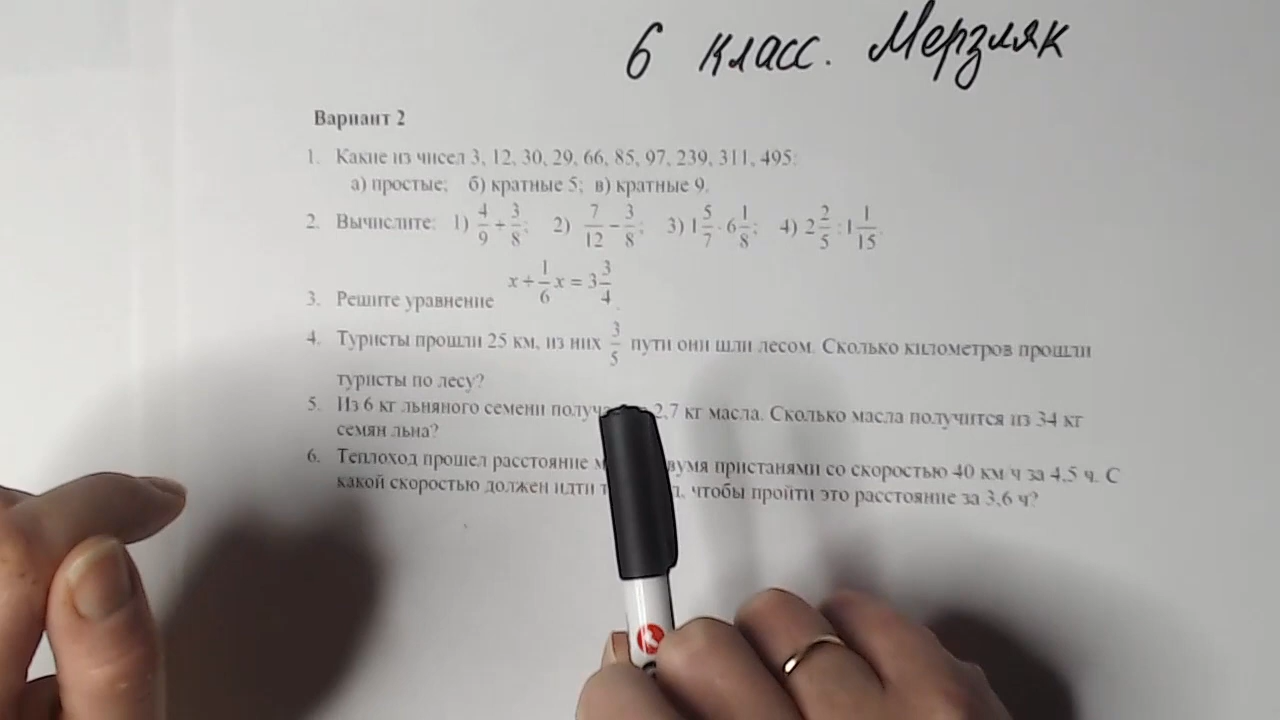 6 класс. Мерзляк
Вариант 2
1. Какие из чисел 3, 12, 30, 29, 66, 85, 97, 239, 311, 495:
а) простые; б) кратные 5; в) кратные 9.
2. Вычислите: 1) 4/9 + 3/8; 2) 7/12 − 3/8; 3) 1 5/7 · 6 1/8; 4) 2 2/5 : 1 1/15.
3. Решите уравнение x + 1/6 x = 3 3/4.
4. Туристы прошли 25 км, из них 3/5 пути они шли лесом. Сколько километров прошли
туристы по лесу?
5. Из 6 кг льняного семени 2,7 кг масла. Сколько масла получится из 34 кг
семян льна?
6. Теплоход прошел расстояние пристанями со скоростью 40 км/ч за 4,5 ч. С
какой скоростью должен идти чтобы пройти это расстояние за 3,6 ч?